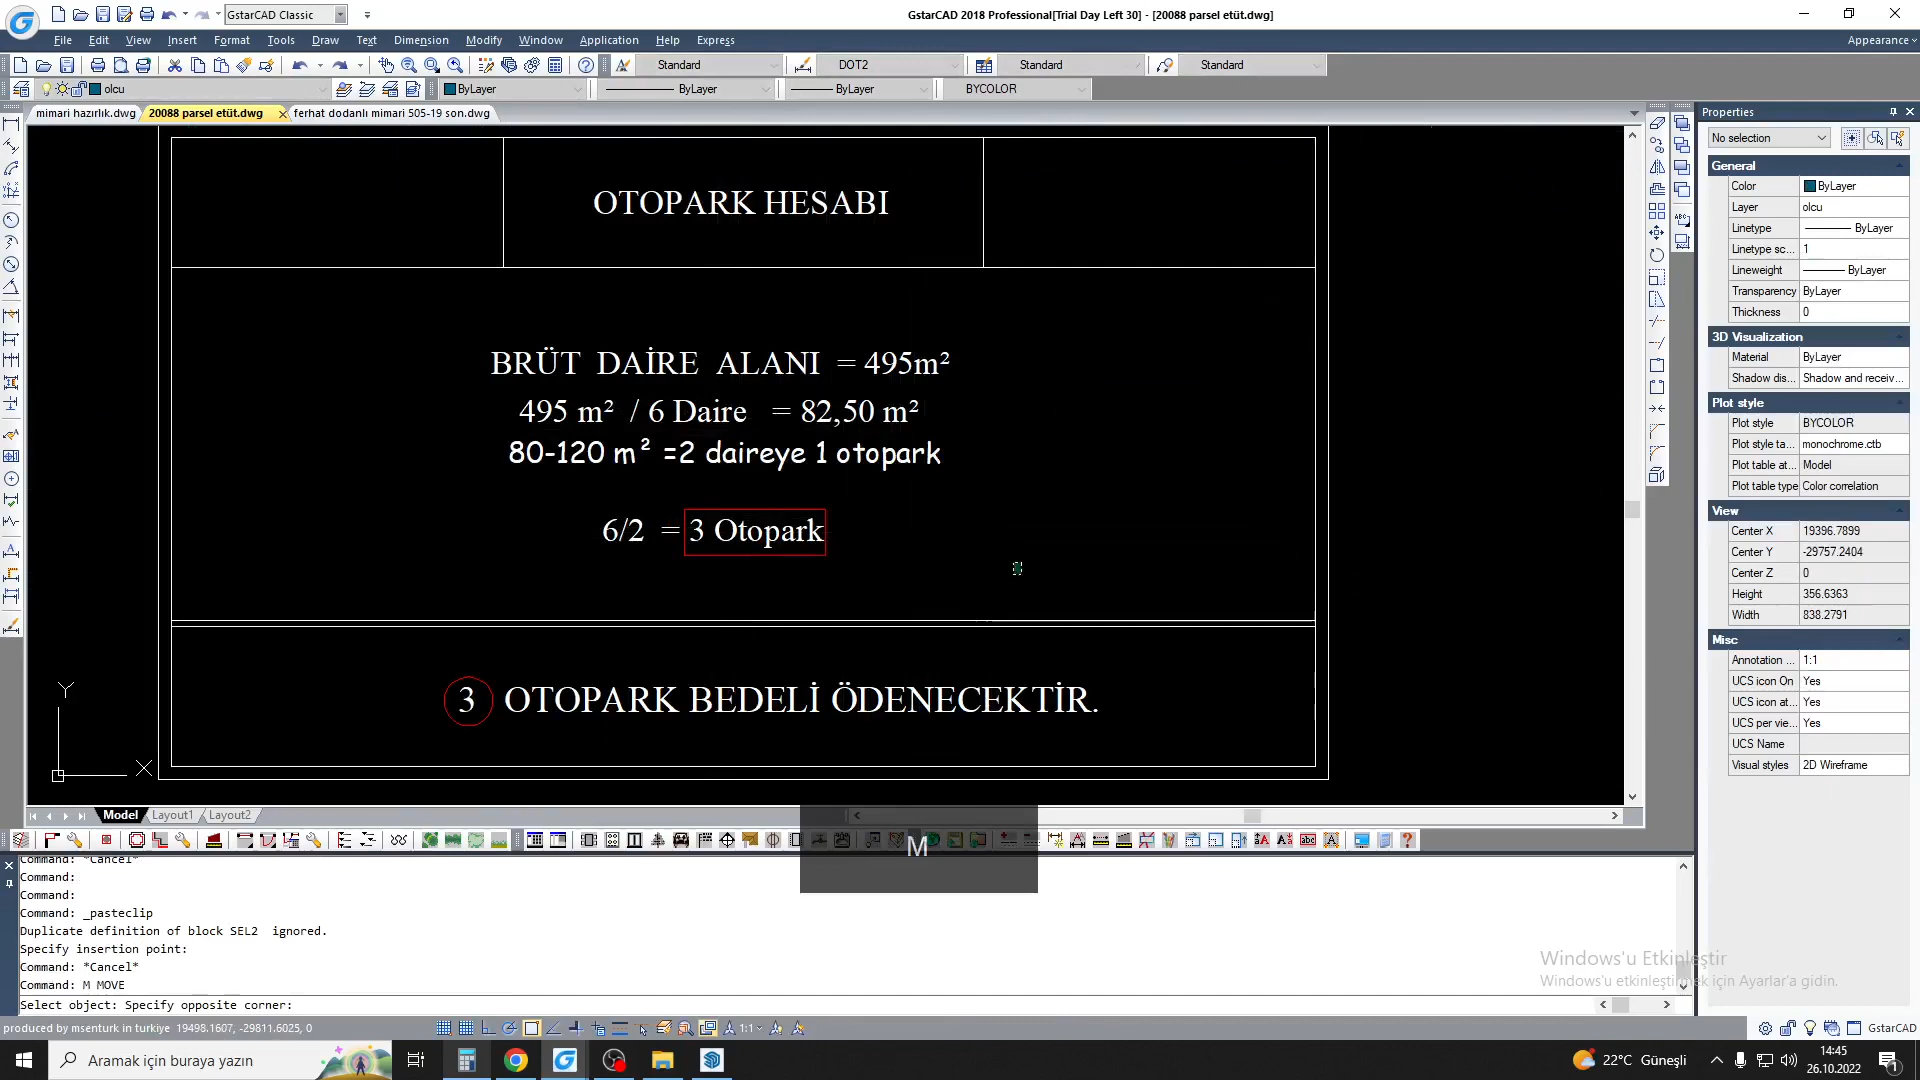 GstarCAD Classic
GstarCAD 2018 Professional[Trial Day Left 30] - [20088 parsel etüt.dwg]
File Edit View Insert Format Tools Draw Text Dimension Modify Window Application Help Express
Appearance
Standard
DOT2
Standard
Standard
olcu
ByLayer
ByLayer
ByLayer
BYCOLOR
mimari hazırlık.dwg
20088 parsel etüt.dwg
ferhat dodanlı mimari 505-19 son.dwg
OTOPARK HESABI
BRÜT DAİRE ALANI = 495m²
495 m² / 6 Daire = 82,50 m²
80-120 m² =2 daireye 1 otopark
6/2 = 3 Otopark
3 OTOPARK BEDELİ ÖDENECEKTİR.
Y
X
Properties
No selection
General
Color ByLayer
Layer olcu
Linetype ByLayer
Linetype sc... 1
Lineweight ByLayer
Transparency ByLayer
Thickness 0
3D Visualization
Material ByLayer
Shadow dis... Shadow and receiv...
Plot style
Plot style BYCOLOR
Plot style ta... monochrome.ctb
Plot table at... Model
Plot table type Color correlation
View
Center X 19396.7899
Center Y -29757.2404
Center Z 0
Height 356.6363
Width 838.2791
Misc
Annotation ... 1:1
UCS icon On Yes
UCS icon at... Yes
UCS per vie... Yes
UCS Name
Visual styles 2D Wireframe
Model Layout1 Layout2
M
Command: *Cancel*
Command:
Command:
Command: _pasteclip
Duplicate definition of block SEL2 ignored.
Specify insertion point:
Command: *Cancel*
Command: M MOVE
Select object: Specify opposite corner:
Windows'u Etkinleştir
Windows'u etkinleştirmek için Ayarlar'a gidin.
produced by msenturk in turkiye 19498.1607, -29811.6025, 0
1:1
GstarCAD
Aramak için buraya yazın
22°C Güneşli
14:45
26.10.2022
1